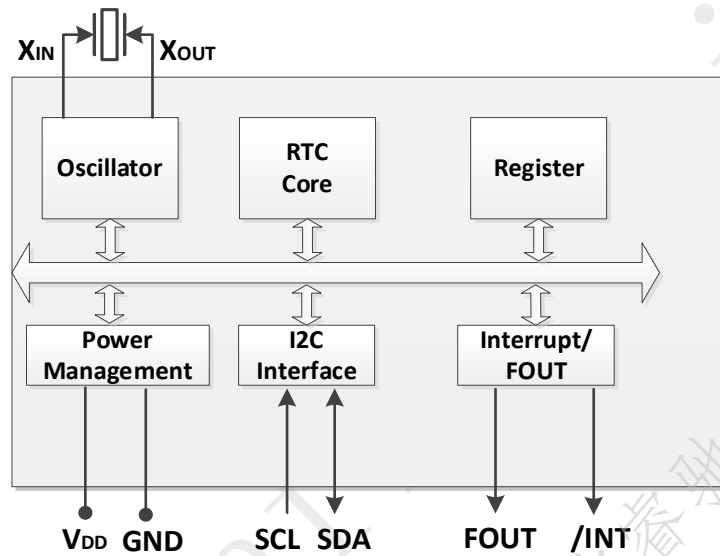 XIN XOUT
Oscillator
RTC
Core
Register
Power
Management
I2C
Interface
Interrupt/
FOUT
VDD GND SCL SDA FOUT /INT